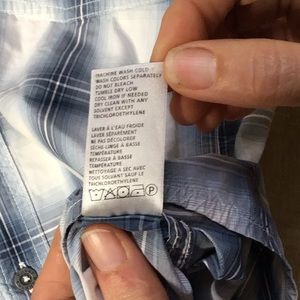 MACHINE WASH COLD
WASH COLORS SEPARATELY
DO NOT BLEACH
TUMBLE DRY LOW
COOL IRON IF NEEDED
DRY CLEAN WITH ANY
SOLVENT EXCEPT
TRICHLOROETHYLENE
LAVER À L'EAU FROIDE
LAVER SÉPARÉMENT
NE PAS DÉCOLORER
SÈCHE-LINGE À BASSE
TEMPÉRATURE
REPASSER À BASSE
TEMPÉRATURE
NETTOYAGE À SEC AVEC
TOUS SOLVANT SAUF LE
TRICHLOROETHYLENE
P